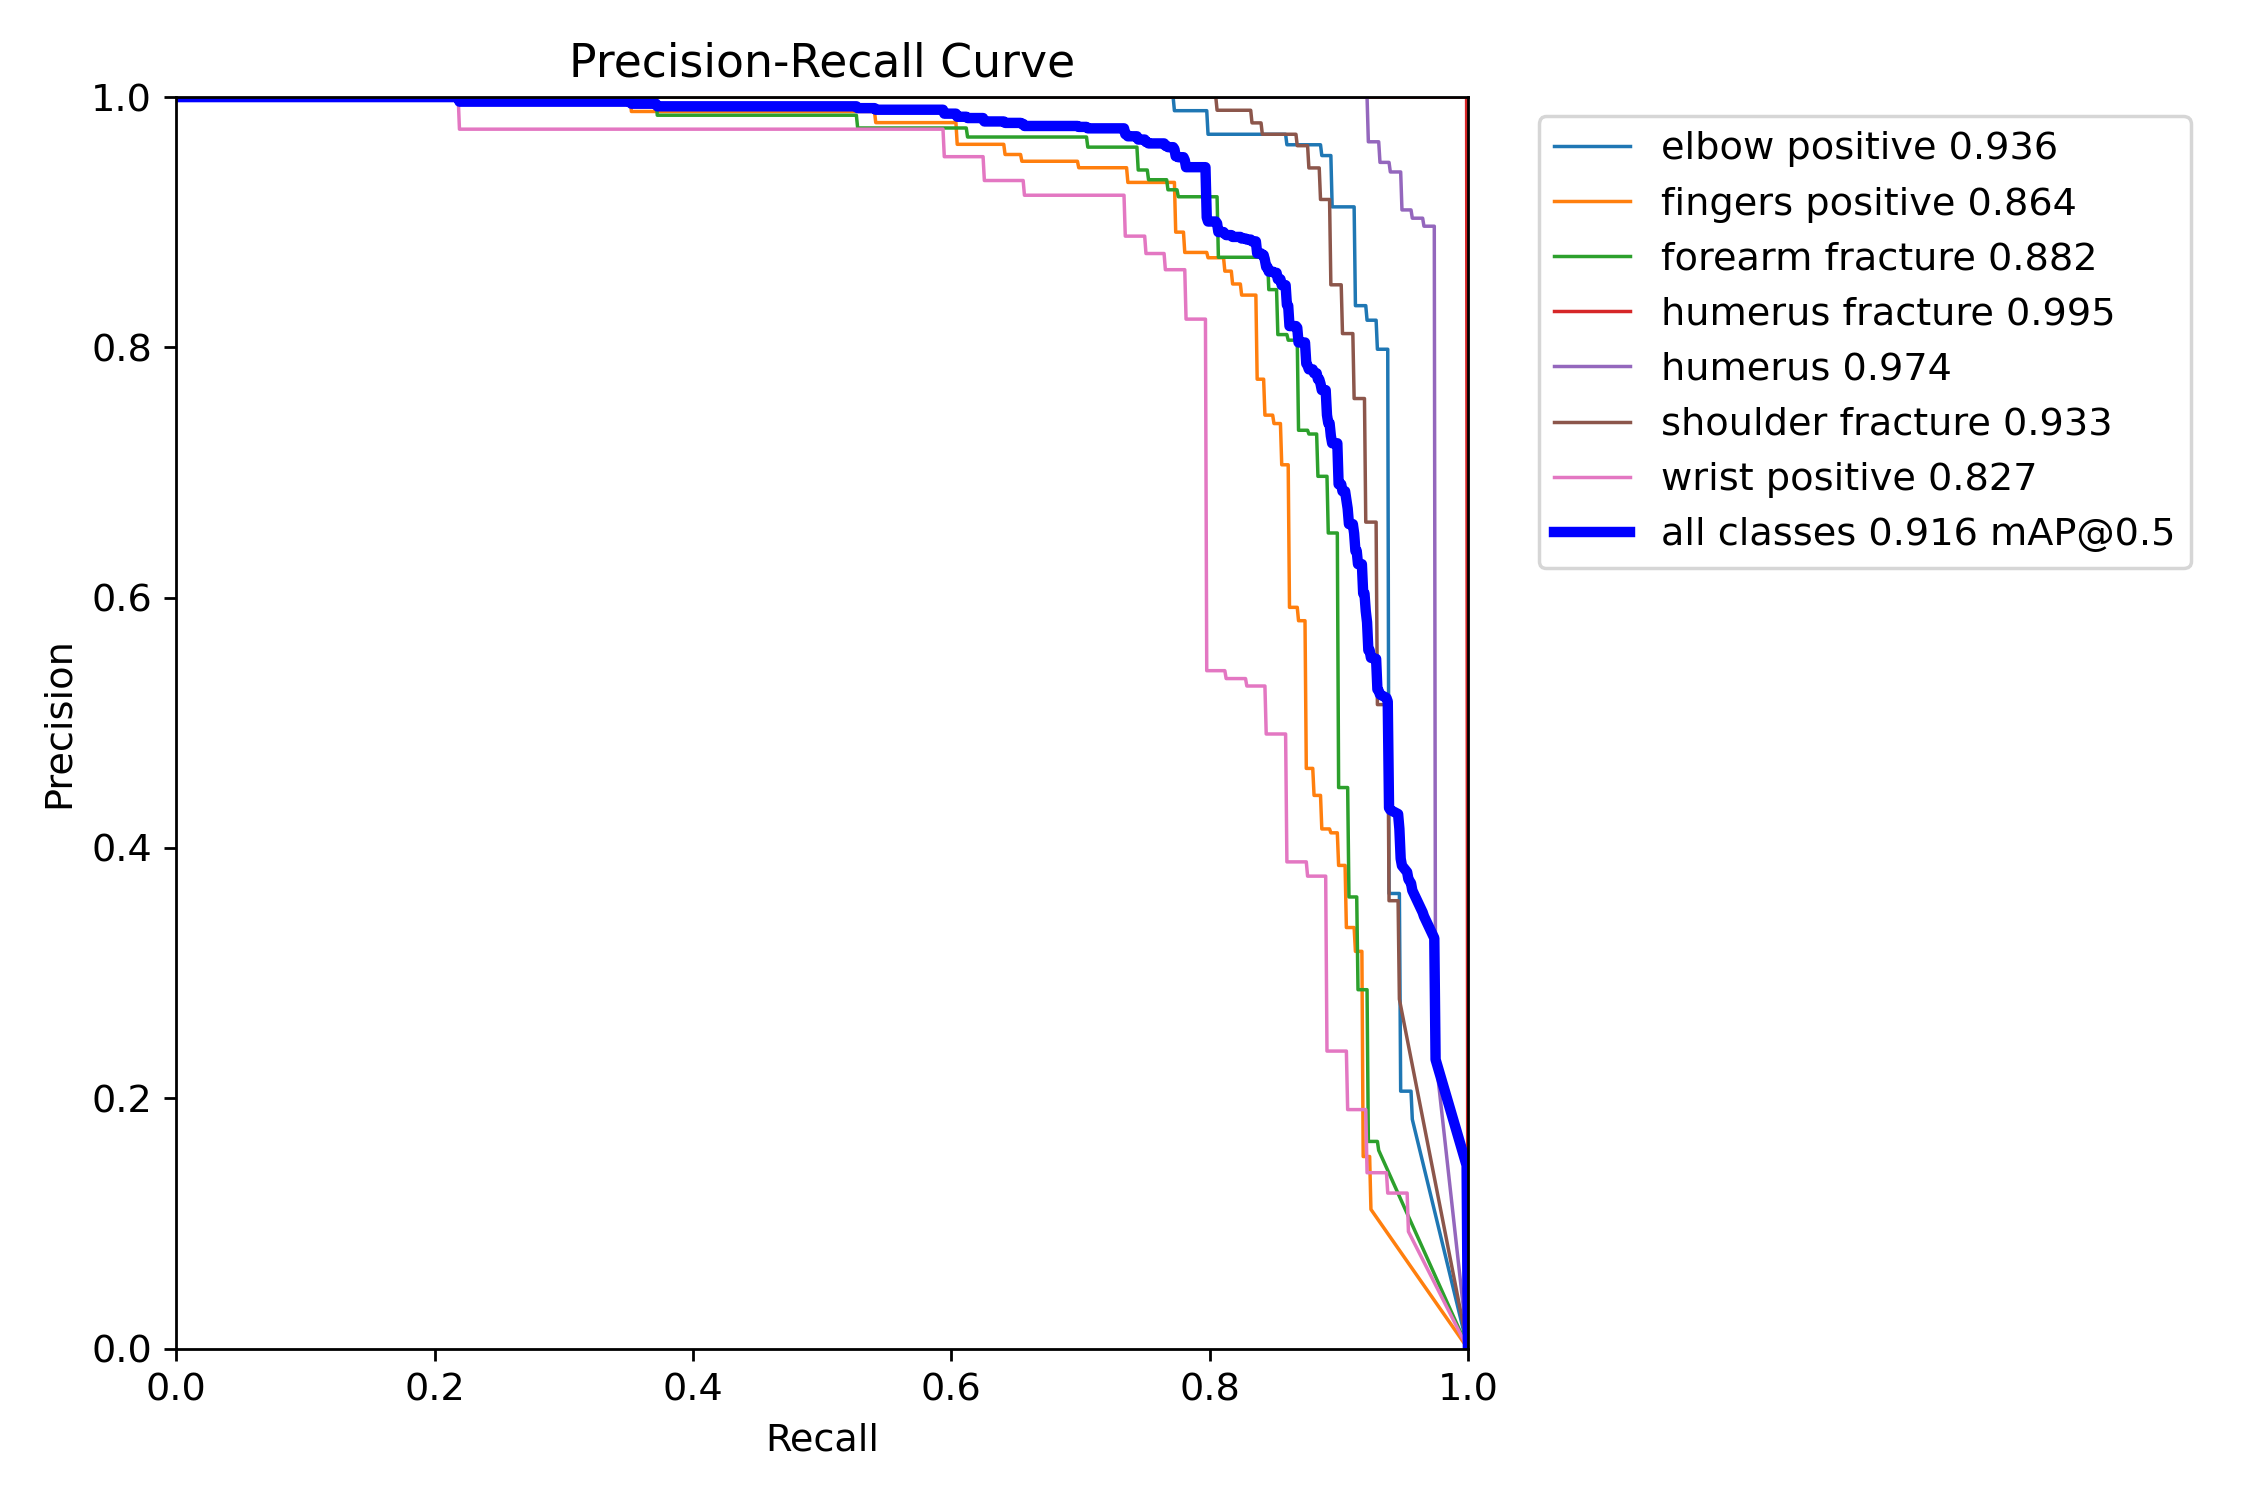 Precision-Recall Curve
1.0
0.8
0.6
0.4
0.2
0.0
Precision
0.0 0.2 0.4 0.6 0.8 1.0
Recall
elbow positive 0.936
fingers positive 0.864
forearm fracture 0.882
humerus fracture 0.995
humerus 0.974
shoulder fracture 0.933
wrist positive 0.827
all classes 0.916 mAP@0.5